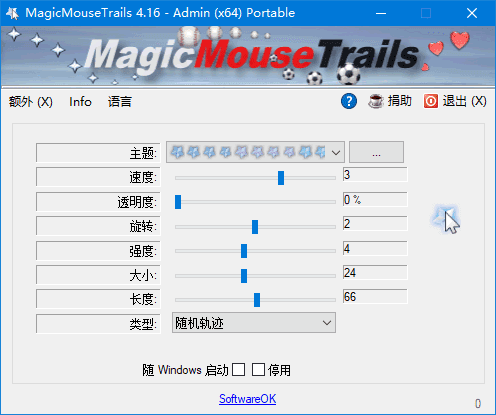 MagicMouseTrails 4.16 - Admin (x64) Portable
MagicMouseTrails
额外 (X) Info 语言 ? 捐助 退出 (X)
主题: ...
速度: 3
透明度: 0 %
旋转: 2
强度: 4
大小: 24
长度: 66
类型: 随机轨迹
随 Windows 启动 停用
SoftwareOK
0